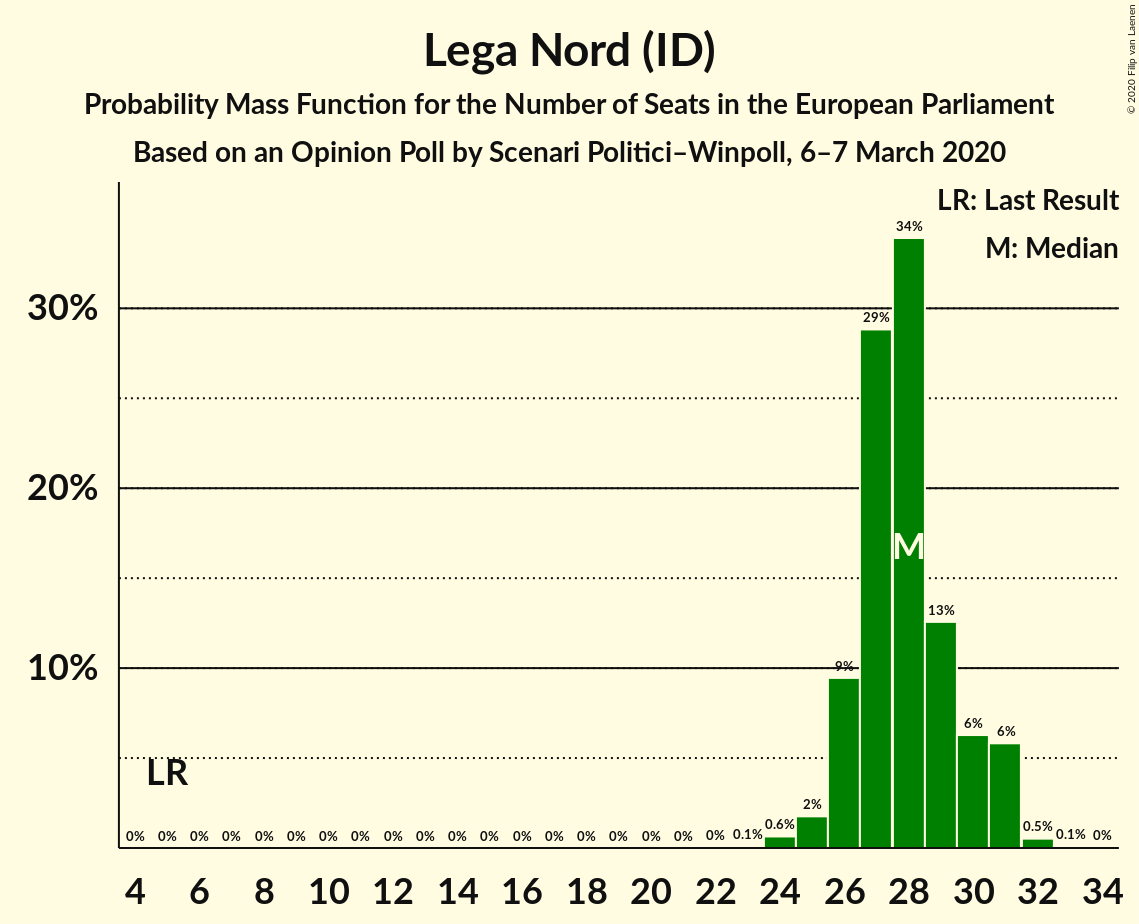 Lega Nord (ID)
Probability Mass Function for the Number of Seats in the European Parliament
Based on an Opinion Poll by Scenari Politici–Winpoll, 6–7 March 2020
© 2020 Filip van Laenen
LR: Last Result
M: Median
30%
20%
10%
34%
29%
M
13%
9%
6%
6%
LR
2%
0% 0% 0% 0% 0% 0% 0% 0% 0% 0% 0% 0% 0% 0% 0% 0% 0% 0% 0% 0.1% 0.6% 0.5% 0.1% 0%
4 6 8 10 12 14 16 18 20 22 24 26 28 30 32 34